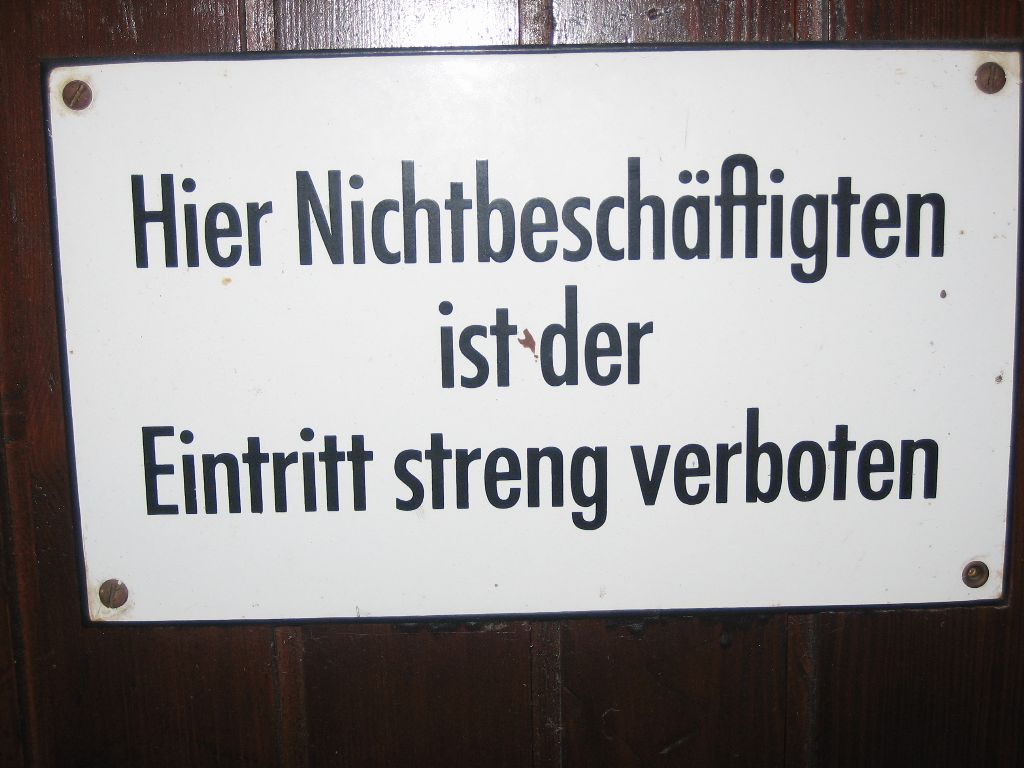 Hier Nichtbeschäftigten
ist der
Eintritt streng verboten